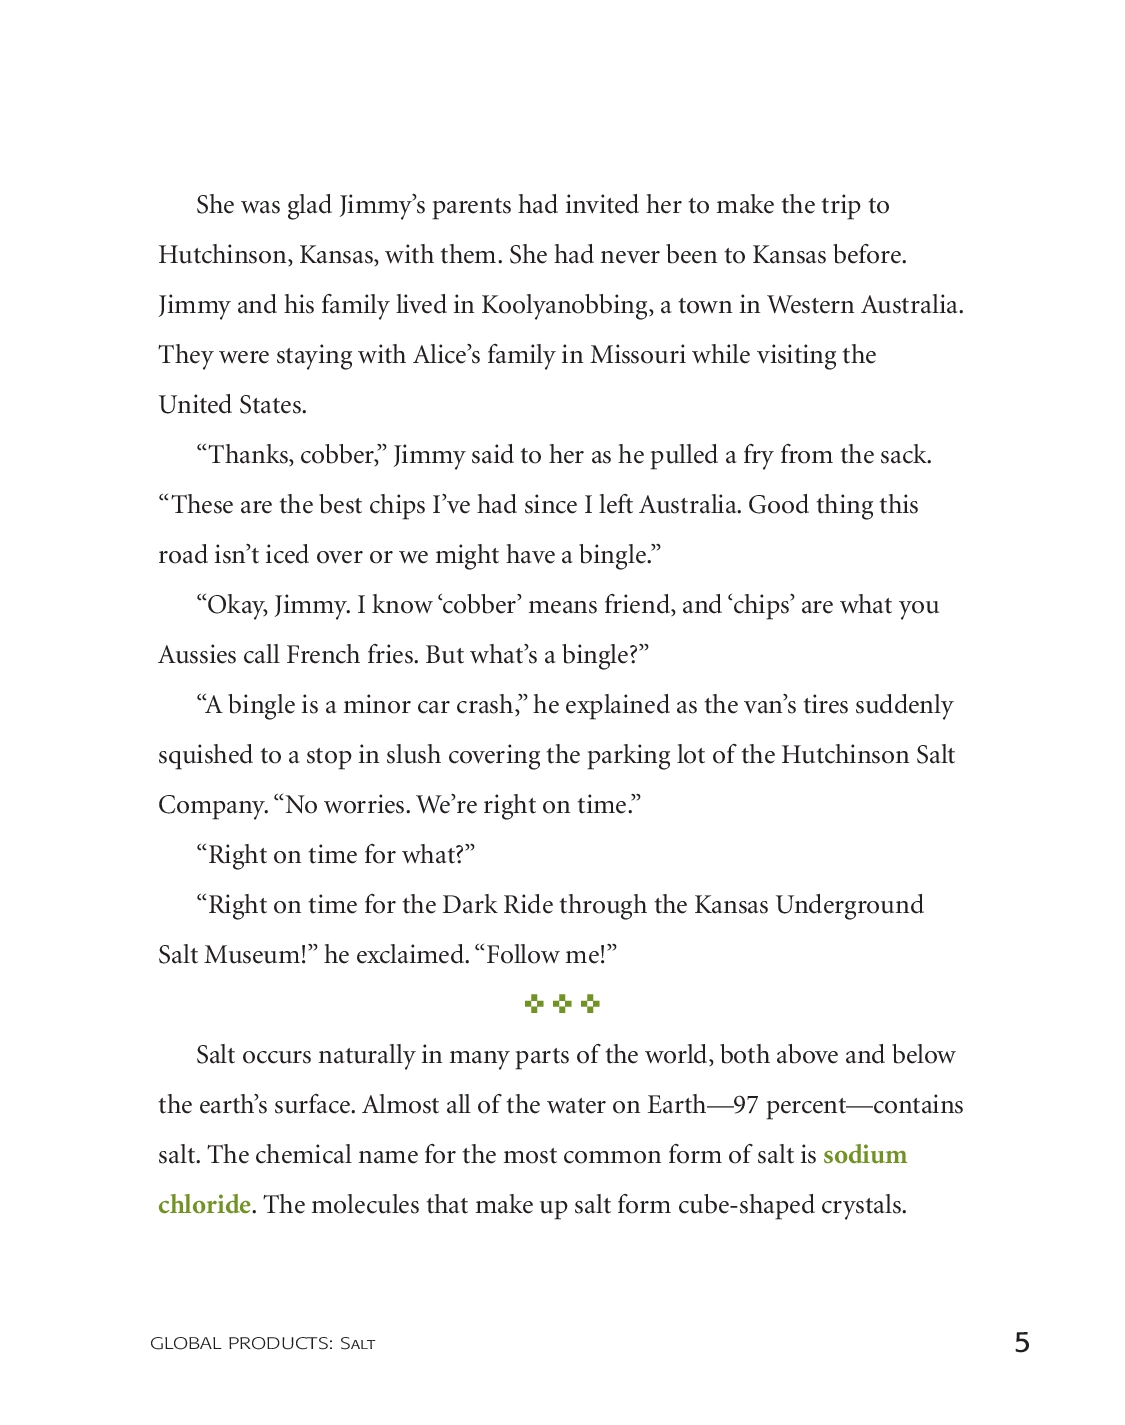 She was glad Jimmy’s parents had invited her to make the trip to
Hutchinson, Kansas, with them. She had never been to Kansas before.
Jimmy and his family lived in Koolyanobbing, a town in Western Australia.
They were staying with Alice’s family in Missouri while visiting the
United States.
“Thanks, cobber,” Jimmy said to her as he pulled a fry from the sack.
“These are the best chips I’ve had since I left Australia. Good thing this
road isn’t iced over or we might have a bingle.”
“Okay, Jimmy. I know ‘cobber’ means friend, and ‘chips’ are what you
Aussies call French fries. But what’s a bingle?”
“A bingle is a minor car crash,” he explained as the van’s tires suddenly
squished to a stop in slush covering the parking lot of the Hutchinson Salt
Company. “No worries. We’re right on time.”
“Right on time for what?”
“Right on time for the Dark Ride through the Kansas Underground
Salt Museum!” he exclaimed. “Follow me!”
Salt occurs naturally in many parts of the world, both above and below
the earth’s surface. Almost all of the water on Earth—97 percent—contains
salt. The chemical name for the most common form of salt is sodium
chloride. The molecules that make up salt form cube-shaped crystals.
GLOBAL PRODUCTS: SALT 5